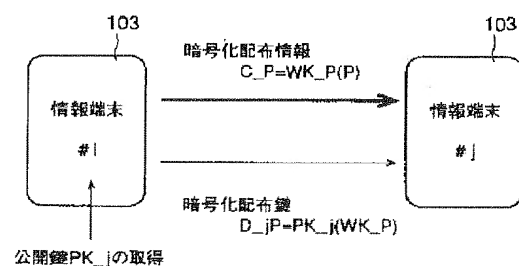 103
103
暗号化配布情報
C_P=WK_P(P)
情報端末
#i
情報端末
#j
暗号化配布鍵
D_jP=PK_j(WK_P)
公開鍵PK_jの取得